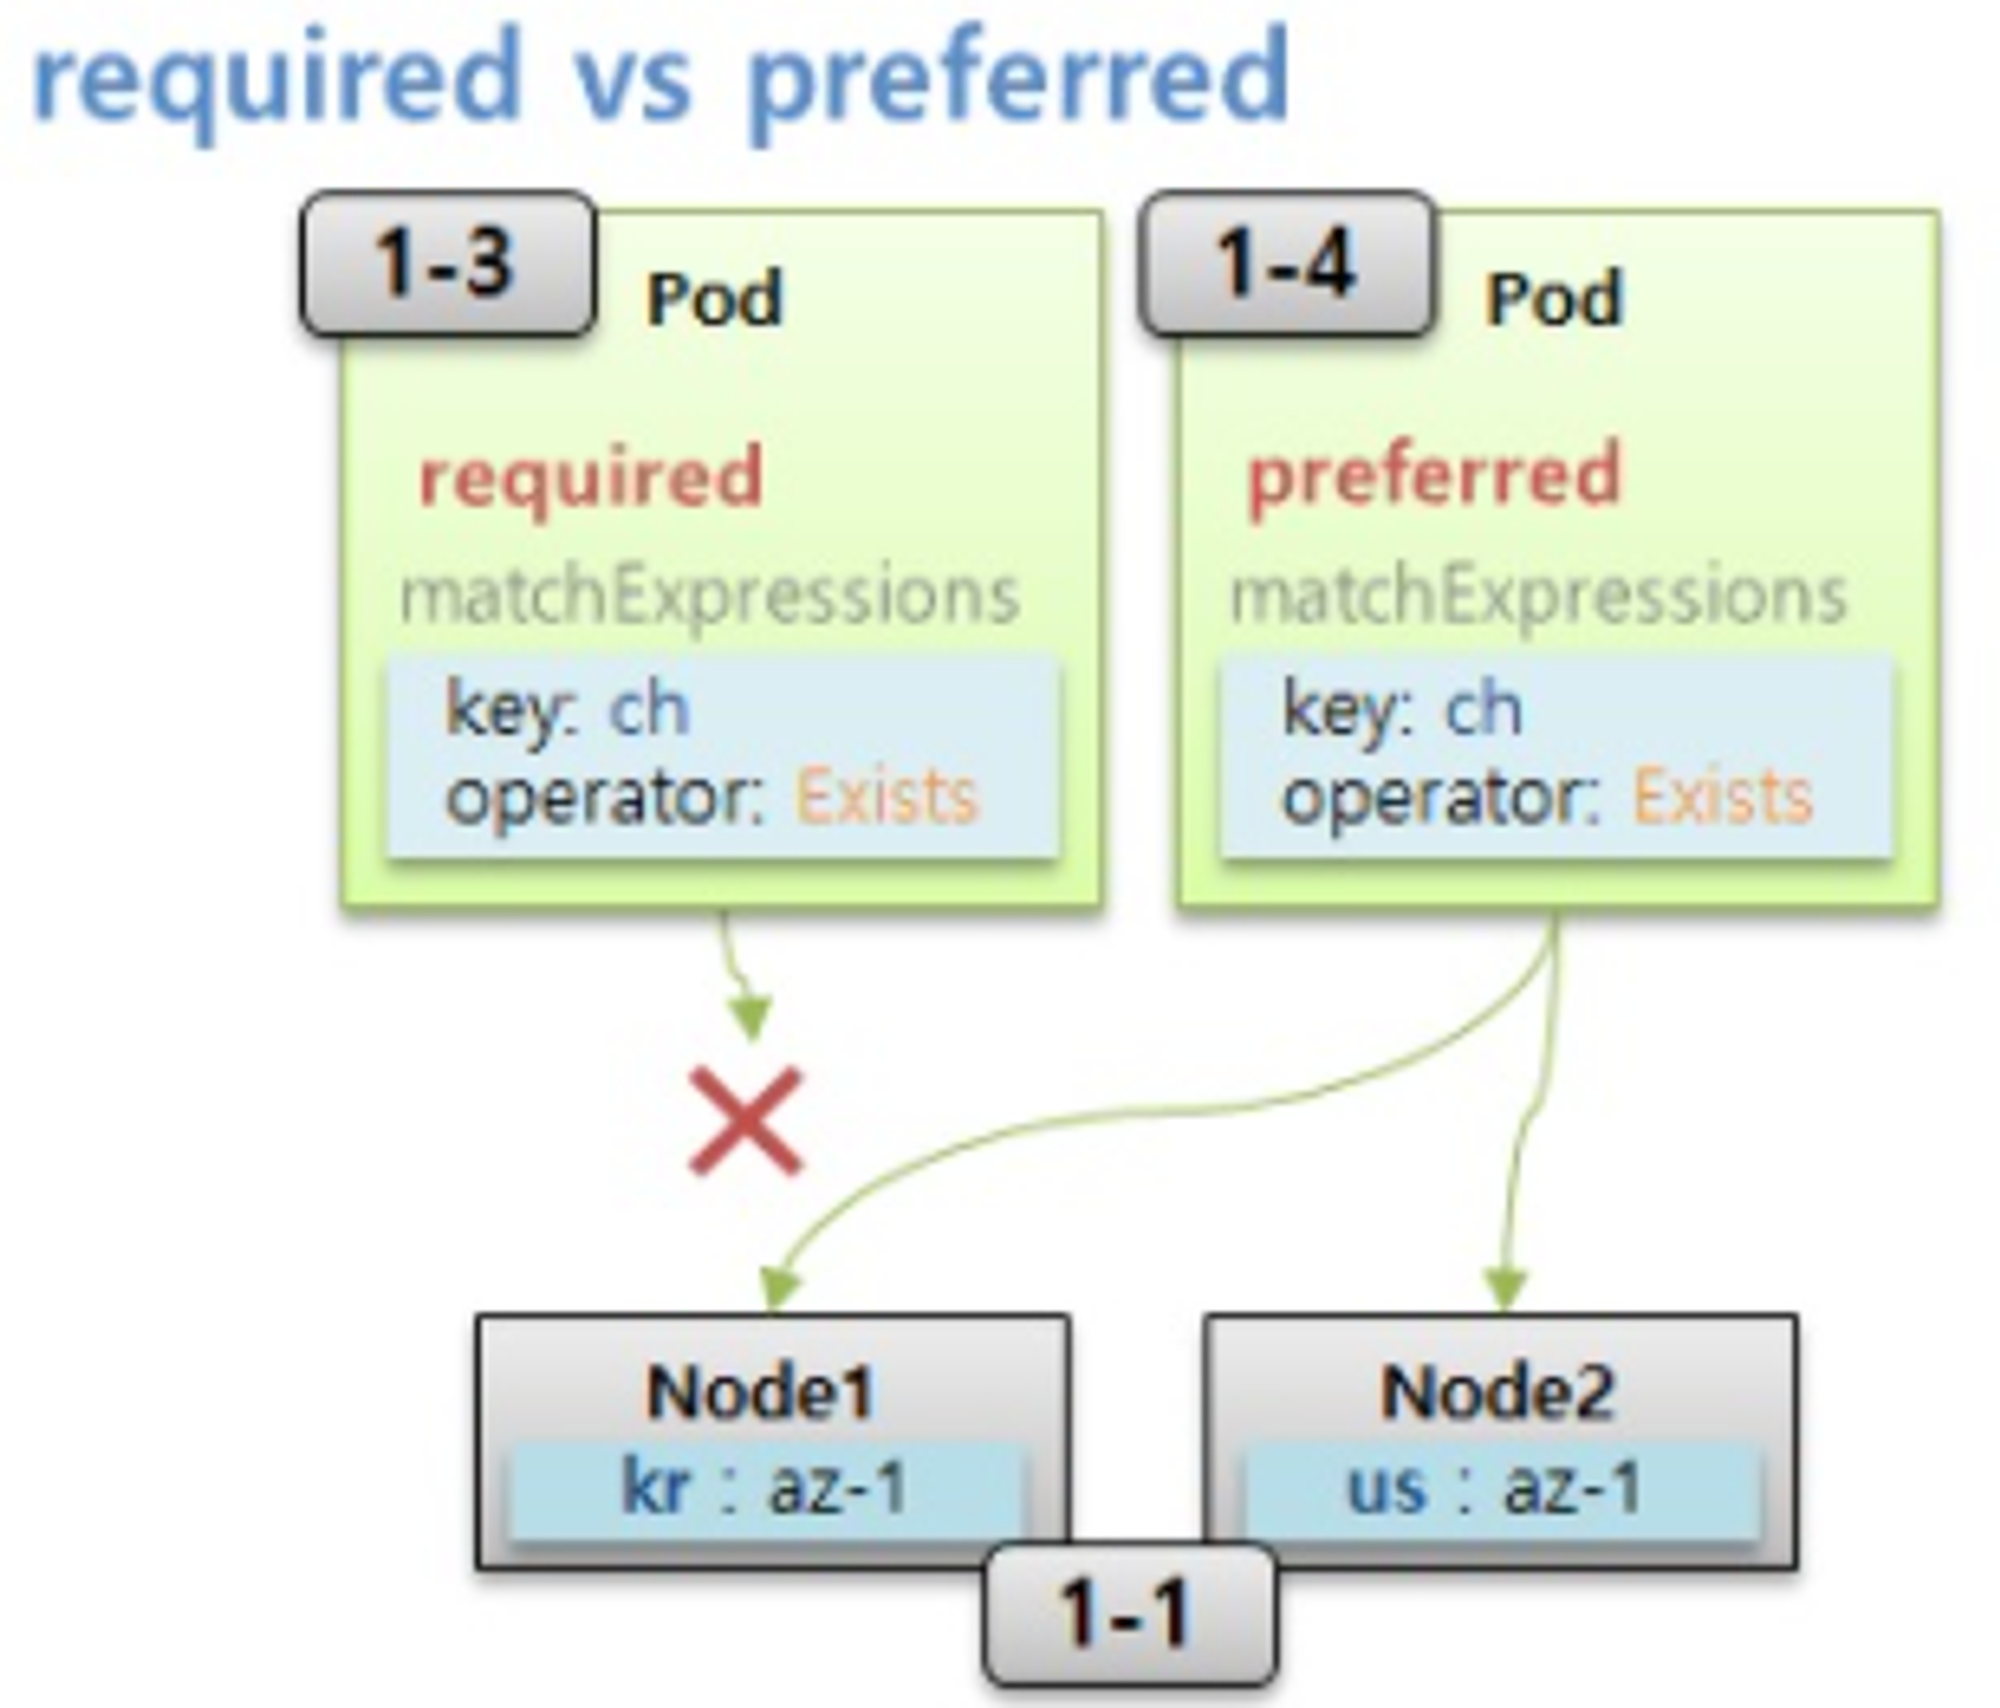 required vs preferred
1-3
Pod
required
matchExpressions
key: ch
operator: Exists
1-4
Pod
preferred
matchExpressions
key: ch
operator: Exists
Node1
kr : az-1
Node2
us : az-1
1-1